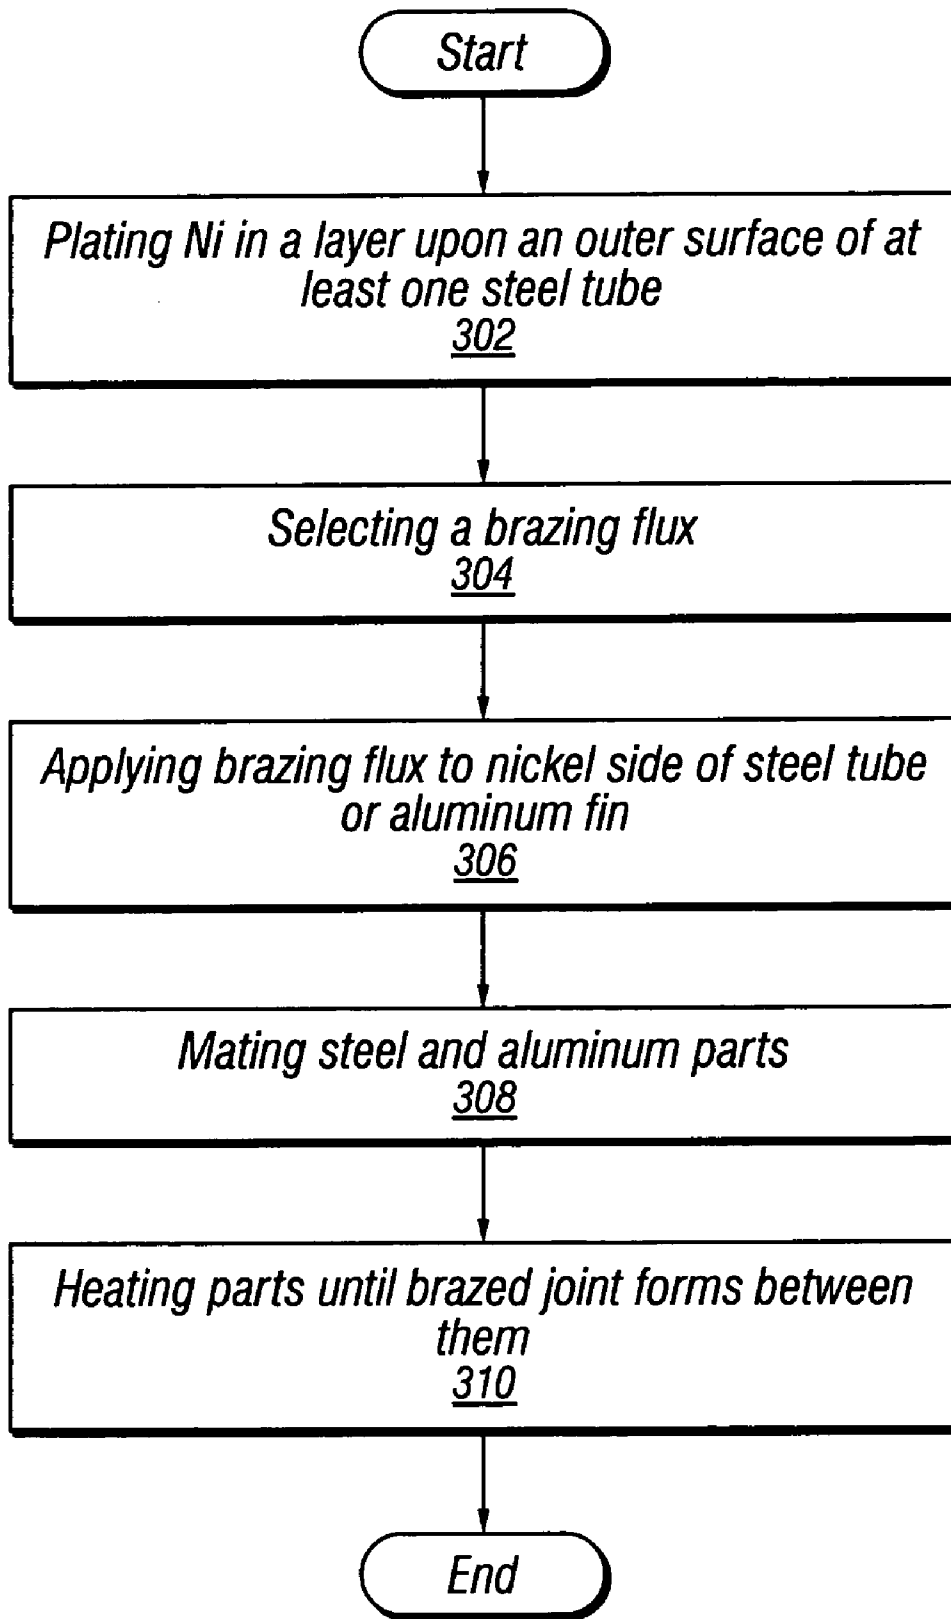 Start
Plating Ni in a layer upon an outer surface of at
least one steel tube
302
Selecting a brazing flux
304
Applying brazing flux to nickel side of steel tube
or aluminum fin
306
Mating steel and aluminum parts
308
Heating parts until brazed joint forms between
them
310
End